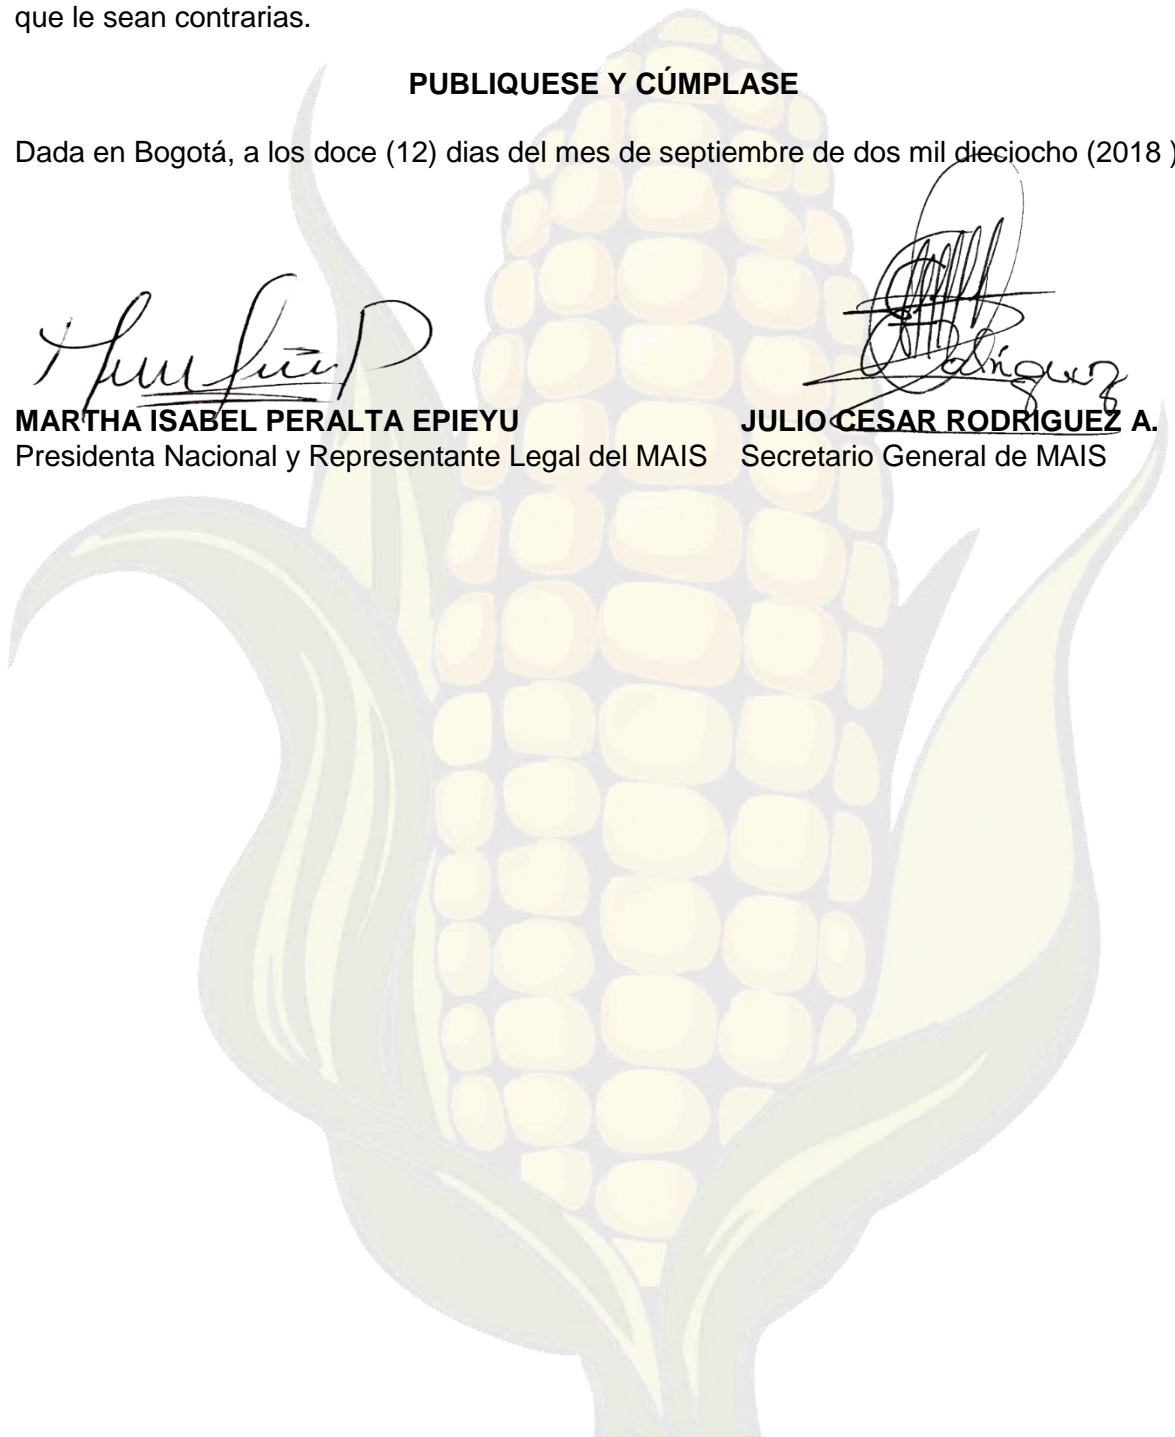 que le sean contrarias.
PUBLIQUESE Y CÚMPLASE
Dada en Bogotá, a los doce (12) dias del mes de septiembre de dos mil dieciocho (2018 )
MARTHA ISABEL PERALTA EPIEYU JULIO CESAR RODRÍGUEZ A.
Presidenta Nacional y Representante Legal del MAIS Secretario General de MAIS